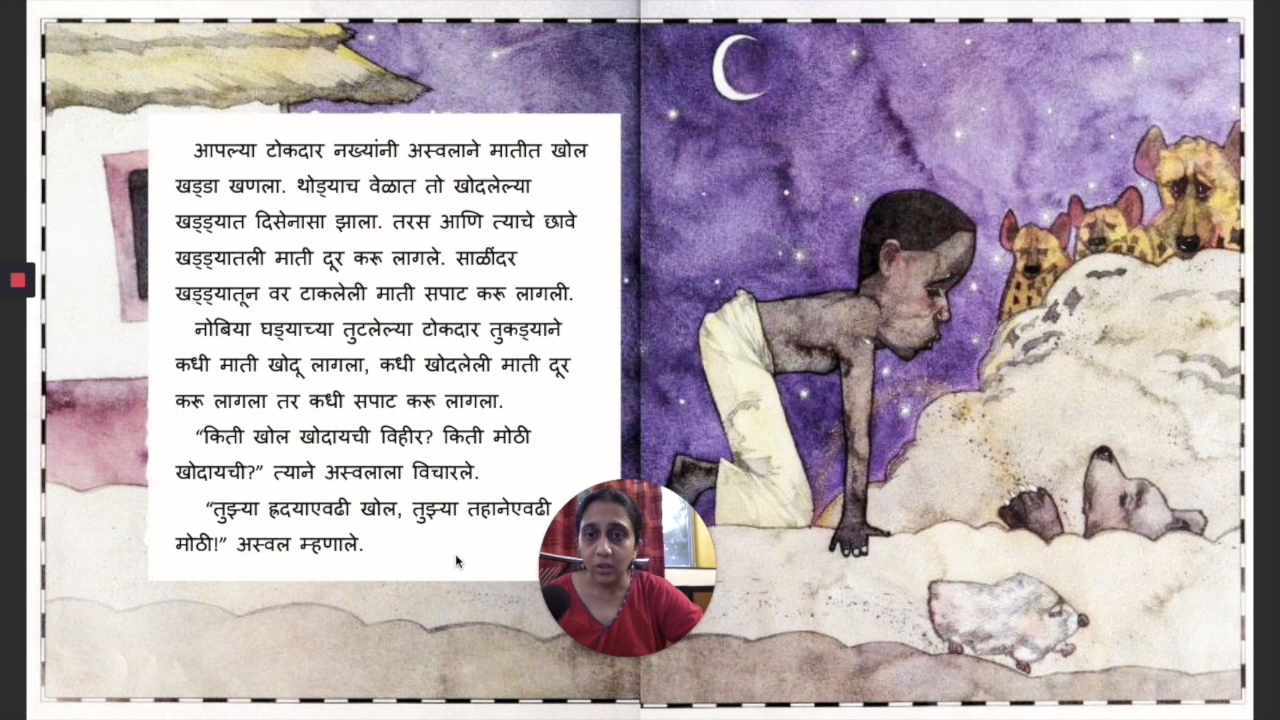 आपल्या टोकदार नख्यांनी अस्वलाने मातीत खोल
खड्डा खणला. थोड्याच वेळात तो खोदलेल्या
खड्ड्यात दिसेनासा झाला. तरस आणि त्याचे छावे
खड्ड्यातली माती दूर करू लागले. साळींदर
खड्ड्यातून वर टाकलेली माती सपाट करू लागली.
नोबिया घड्याच्या तुटलेल्या टोकदार तुकड्याने
कधी माती खोदू लागला, कधी खोदलेली माती दूर
करू लागला तर कधी सपाट करू लागला.
“किती खोल खोदायची विहीर? किती मोठी
खोदायची?” त्याने अस्वलाला विचारले.
“तुझ्या ह्रदयाएवढी खोल, तुझ्या तहानेएवढी
मोठी!” अस्वल म्हणाले.